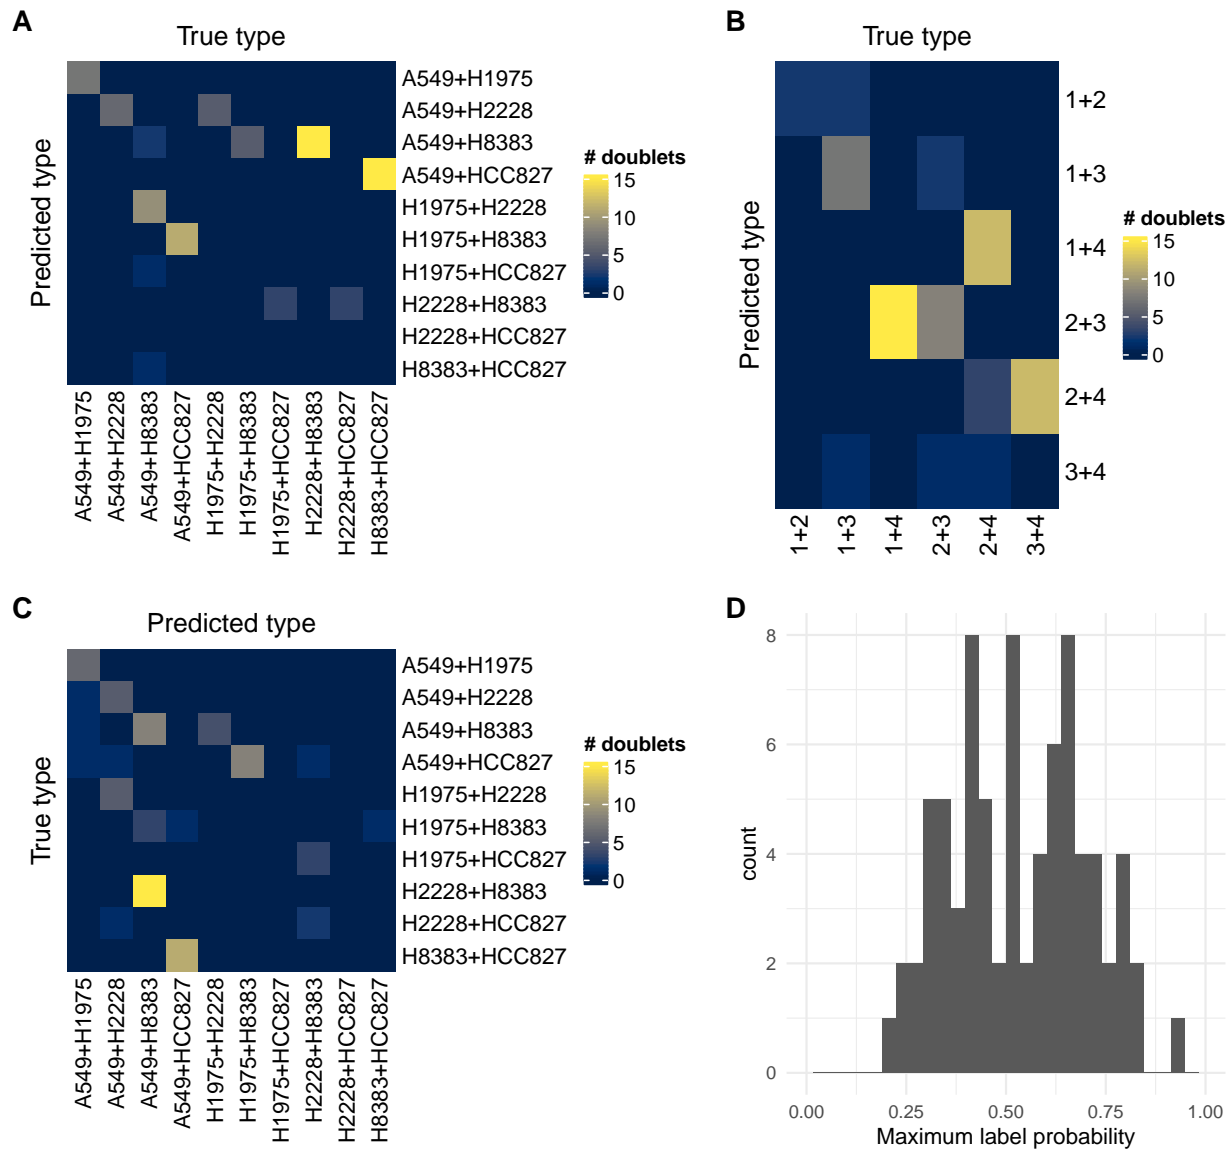 A
True type
Predicted type
A549+H1975
A549+H2228
A549+H8383
A549+HCC827
H1975+H2228
H1975+H8383
H1975+HCC827
H2228+H8383
H2228+HCC827
H8383+HCC827
A549+H1975
A549+H2228
A549+H8383
A549+HCC827
H1975+H2228
H1975+H8383
H1975+HCC827
H2228+H8383
H2228+HCC827
H8383+HCC827
# doublets
15
10
5
0
B
True type
Predicted type
1+2
1+3
1+4
2+3
2+4
3+4
1+2
1+3
1+4
2+3
2+4
3+4
# doublets
15
10
5
0
C
Predicted type
True type
A549+H1975
A549+H2228
A549+H8383
A549+HCC827
H1975+H2228
H1975+H8383
H1975+HCC827
H2228+H8383
H2228+HCC827
H8383+HCC827
A549+H1975
A549+H2228
A549+H8383
A549+HCC827
H1975+H2228
H1975+H8383
H1975+HCC827
H2228+H8383
H2228+HCC827
H8383+HCC827
# doublets
15
10
5
0
D
count
8
6
4
2
0
0.00 0.25 0.50 0.75 1.00
Maximum label probability